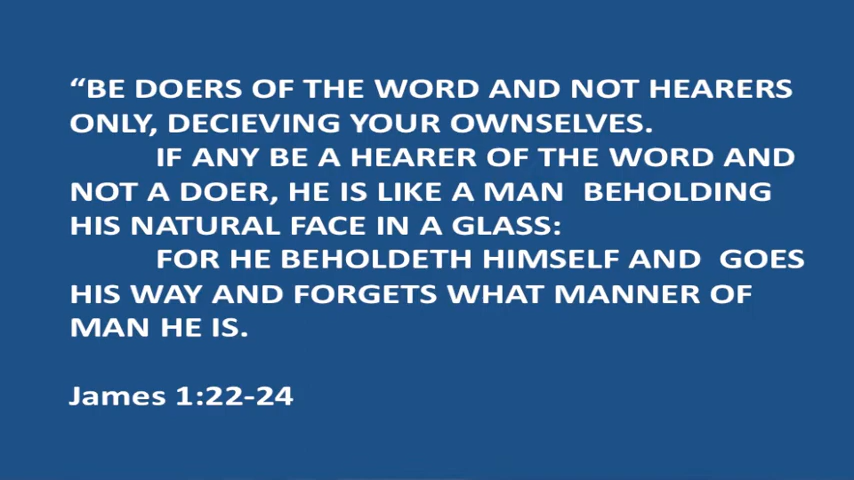 “BE DOERS OF THE WORD AND NOT HEARERS
ONLY, DECIEVING YOUR OWNSELVES.
IF ANY BE A HEARER OF THE WORD AND
NOT A DOER, HE IS LIKE A MAN BEHOLDING
HIS NATURAL FACE IN A GLASS:
FOR HE BEHOLDETH HIMSELF AND GOES
HIS WAY AND FORGETS WHAT MANNER OF
MAN HE IS.
James 1:22-24